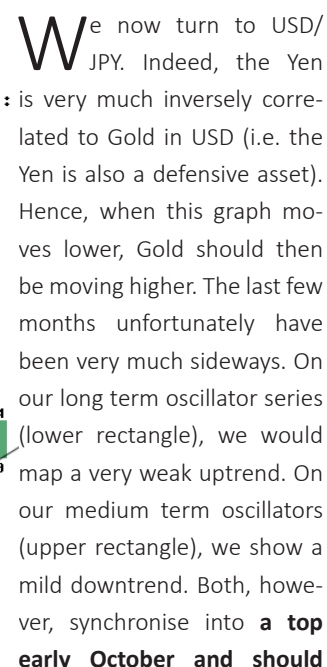 We now turn to USD/
JPY. Indeed, the Yen
is very much inversely corre-
lated to Gold in USD (i.e. the
Yen is also a defensive asset).
Hence, when this graph mo-
ves lower, Gold should then
be moving higher. The last few
months unfortunately have
been very much sideways. On
our long term oscillator series
(lower rectangle), we would
map a very weak uptrend. On
our medium term oscillators
(upper rectangle), we show a
mild downtrend. Both, howe-
ver, synchronise into a top
early October and should